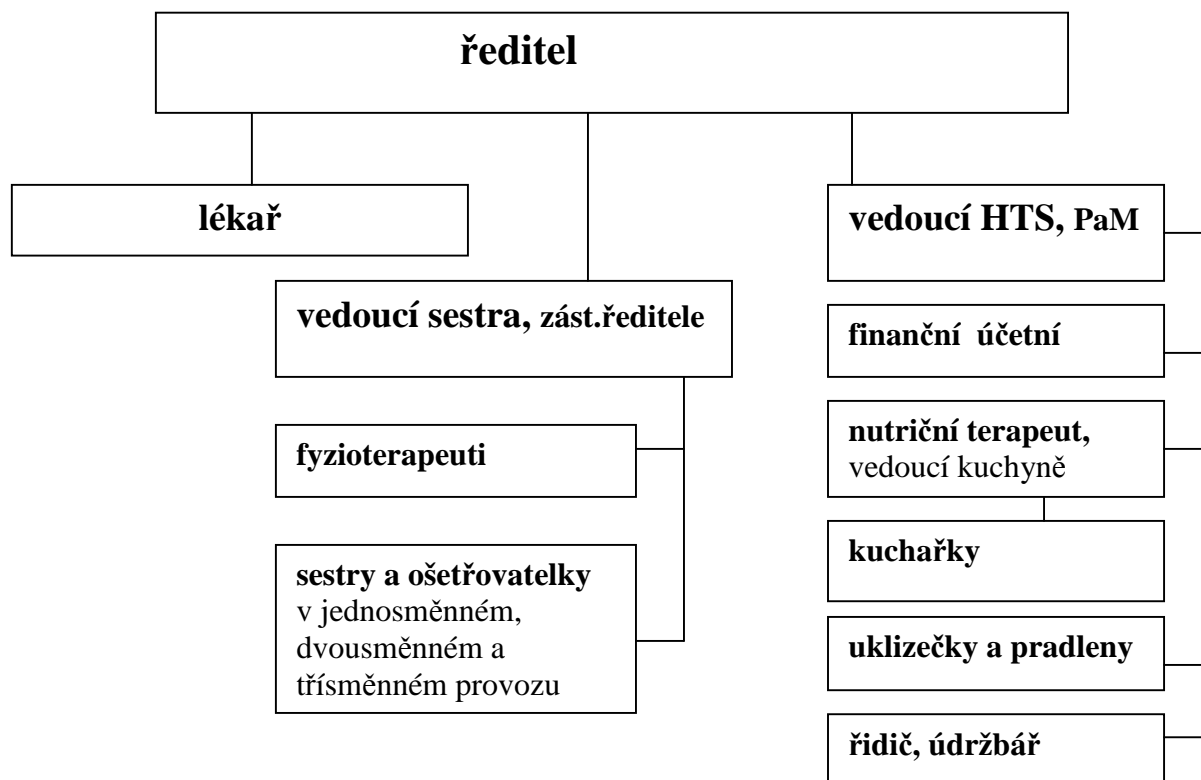 ředitel
lékař
vedoucí sestra, zást.ředitele
fyzioterapeuti
sestry a ošetřovatelky
v jednosměnném,
dvousměnném a
třísměnném provozu
vedoucí HTS, PaM
finanční  účetní
nutriční terapeut,
vedoucí kuchyně
kuchařky
uklizečky a pradleny
řidič, údržbář